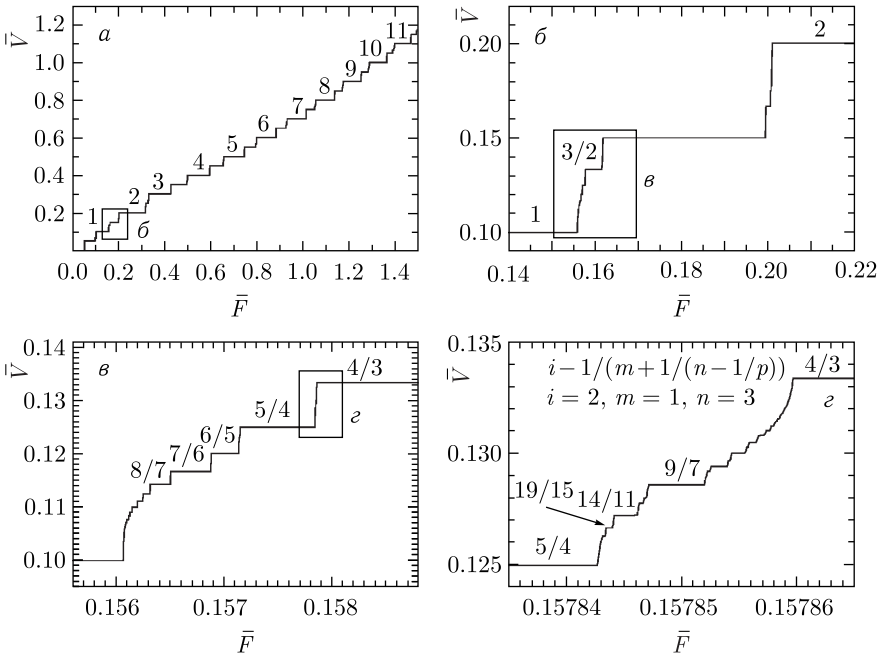 V̄
1.2
1.0
0.8
0.6
0.4
0.2
а
1
2
3
4
5
6
7
8
9
10
11
б
0.0 0.2 0.4 0.6 0.8 1.0 1.2 1.4
F̄
V̄
0.20
0.15
0.10
б
2
3/2
в
1
0.14 0.16 0.18 0.20 0.22
F̄
V̄
0.14
0.13
0.12
0.11
0.10
в
4/3
г
5/4
6/5
7/6
8/7
0.156 0.157 0.158
F̄
V̄
0.135
0.130
0.125
i − 1/(m + 1/(n − 1/p))
i = 2, m = 1, n = 3
4/3
г
9/7
14/11
19/15
5/4
0.15784 0.15785 0.15786
F̄